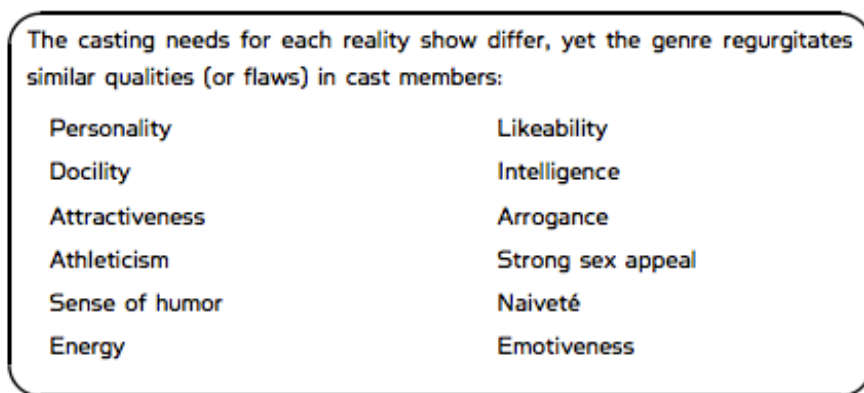 The casting needs for each reality show differ, yet the genre regurgitates
similar qualities (or flaws) in cast members:
Personality
Likeability
Docility
Intelligence
Attractiveness
Arrogance
Athleticism
Strong sex appeal
Sense of humor
Naiveté
Energy
Emotiveness